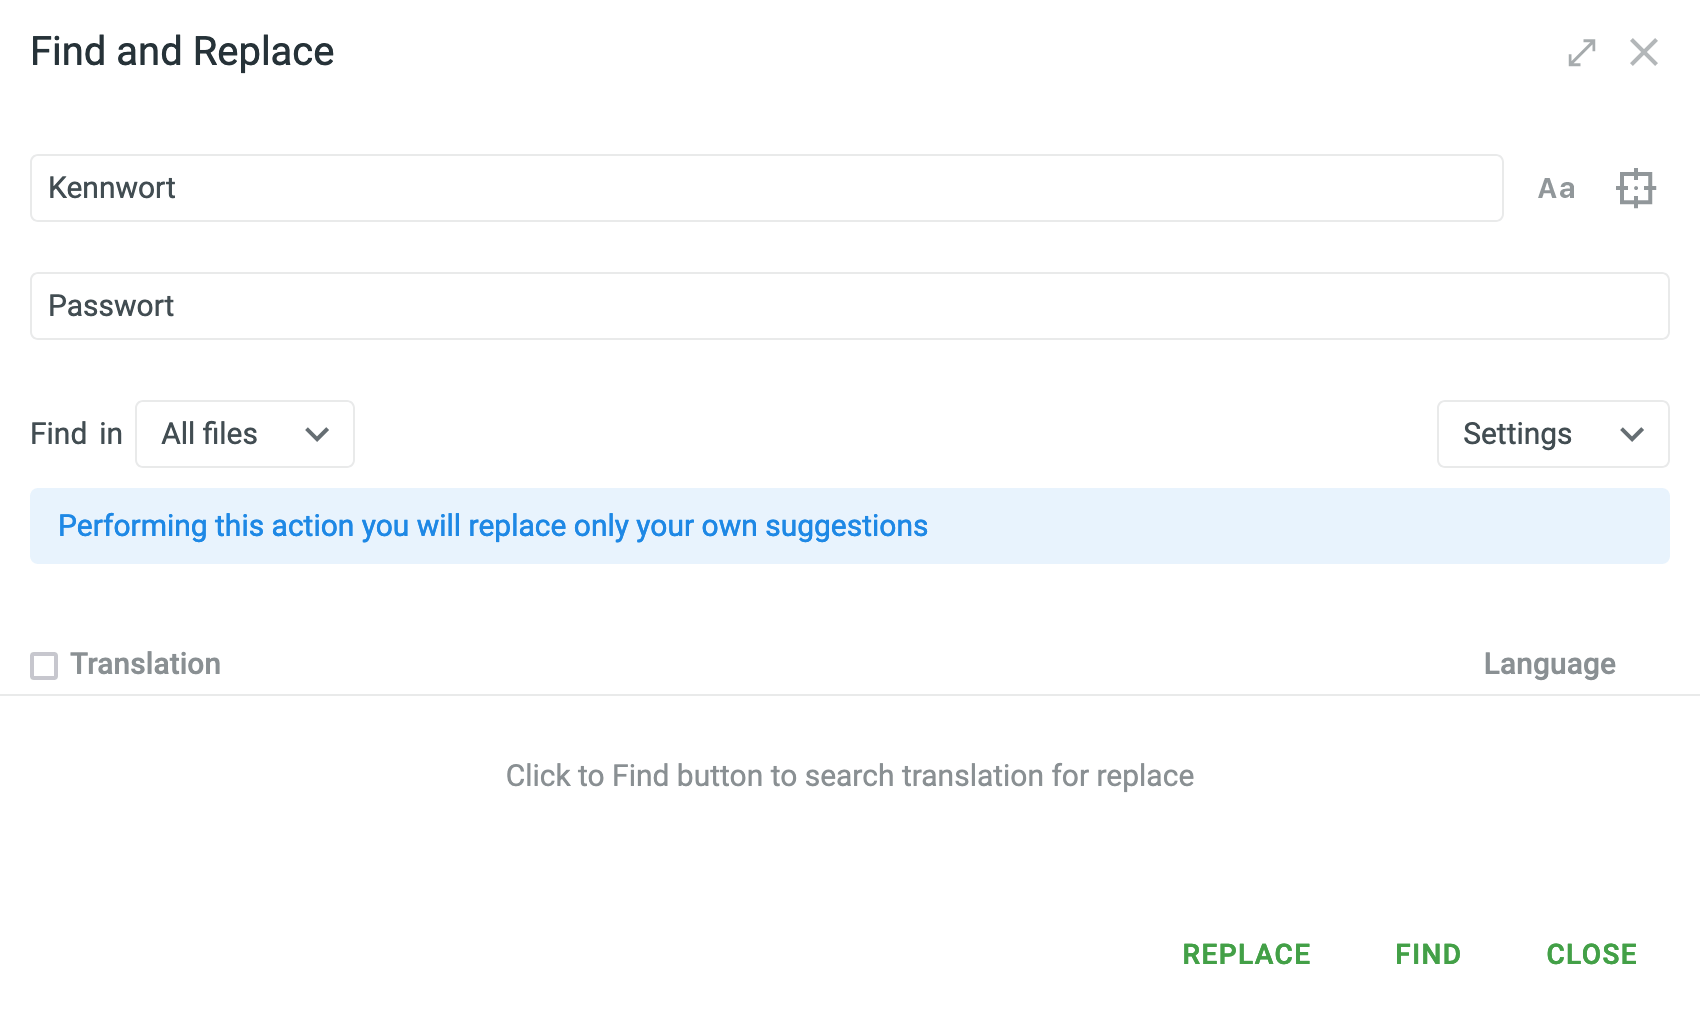 Find and Replace
Kennwort
Aa
Passwort
Find in
All files
Settings
Performing this action you will replace only your own suggestions
Translation
Language
Click to Find button to search translation for replace
REPLACE
FIND
CLOSE